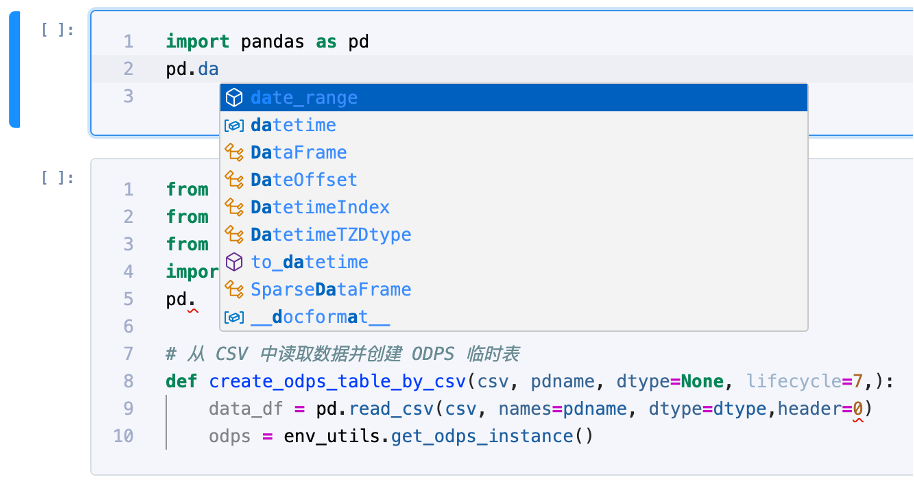 [ ]:
1 import pandas as pd
2 pd.da
3
date_range
datetime
DataFrame
DateOffset
DatetimeIndex
DatetimeTZDtype
to_datetime
SparseDataFrame
__docformat__
[ ]:
1 from
2 from
3 from
4 impor
5 pd.
6
7 # 从 CSV 中读取数据并创建 ODPS 临时表
8 def create_odps_table_by_csv(csv, pdname, dtype=None, lifecycle=7,):
9 data_df = pd.read_csv(csv, names=pdname, dtype=dtype,header=0)
10 odps = env_utils.get_odps_instance()